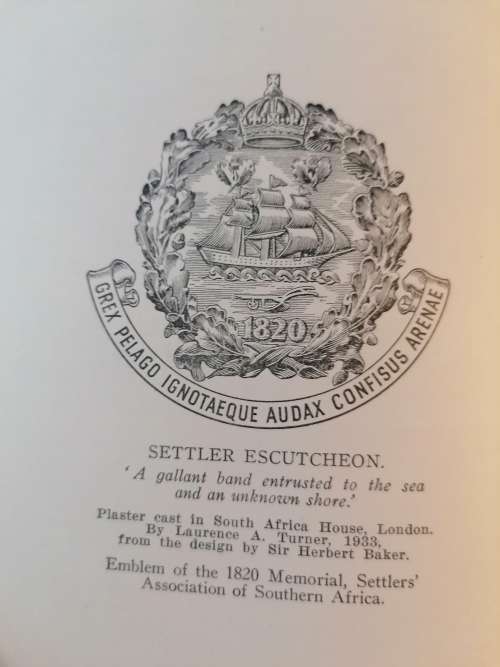 1820
GREX PELAGO IGNOTAEQUE AUDAX CONFISUS ARENAE
SETTLER ESCUTCHEON.
'A gallant band entrusted to the sea
and an unknown shore.'
Plaster cast in South Africa House, London.
By Laurence A. Turner, 1933,
from the design by Sir Herbert Baker.
Emblem of the 1820 Memorial, Settlers'
Association of Southern Africa.